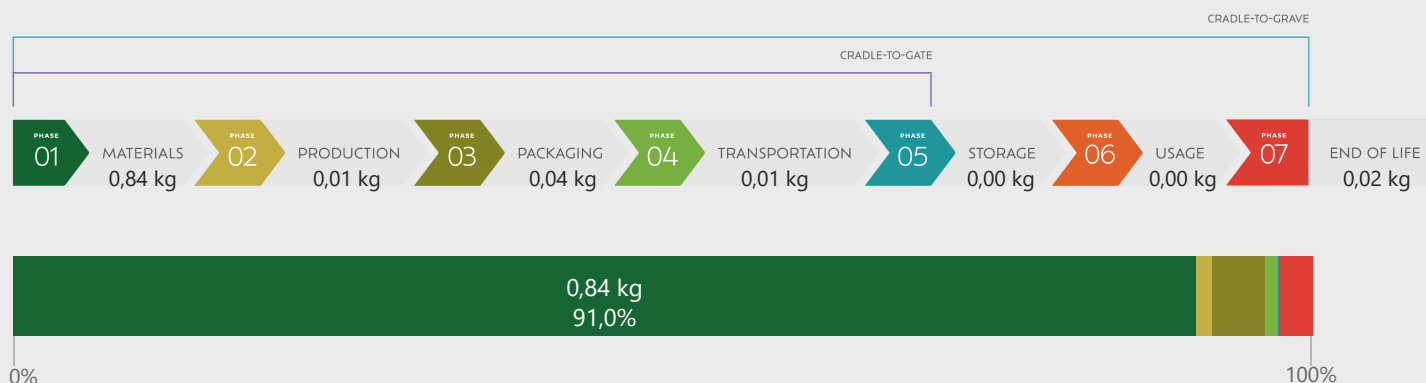 CRADLE-TO-GRAVE
CRADLE-TO-GATE
PHASE
01
MATERIALS
0,84 kg
PHASE
02
PRODUCTION
0,01 kg
PHASE
03
PACKAGING
0,04 kg
PHASE
04
TRANSPORTATION
0,01 kg
PHASE
05
STORAGE
0,00 kg
PHASE
06
USAGE
0,00 kg
PHASE
07
END OF LIFE
0,02 kg
0,84 kg
91,0%
0%
100%